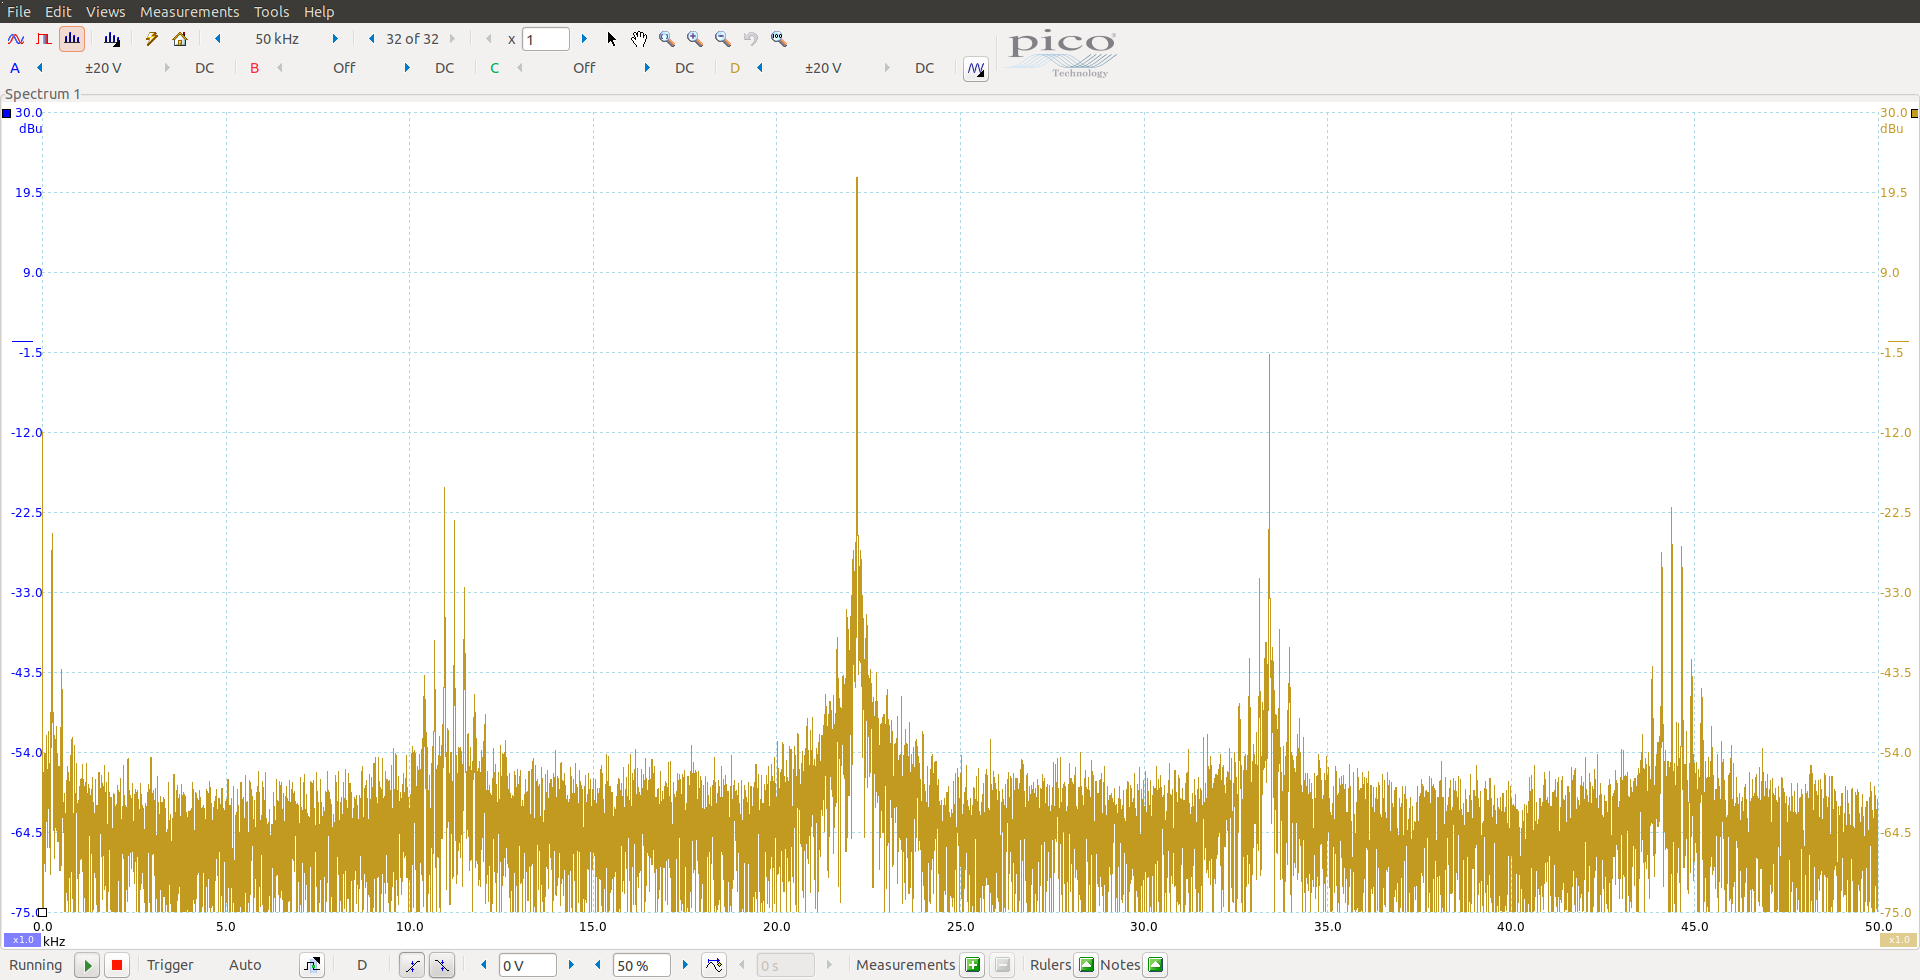 File Edit Views Measurements Tools Help
50 kHz 32 of 32 x 1
A ±20 V DC B Off DC C Off DC D ±20 V DC
pico
Technology
Spectrum 1
30.0 30.0
dBu dBu
19.5 19.5
9.0 9.0
-1.5 -1.5
-12.0 -12.0
-22.5 -22.5
-33.0 -33.0
-43.5 -43.5
-54.0 -54.0
-64.5 -64.5
-75.0 -75.0
0.0 5.0 10.0 15.0 20.0 25.0 30.0 35.0 40.0 45.0 50.0
x1.0 kHz x1.0
Running Trigger Auto D 0 V 50 % 0 s Measurements Rulers Notes